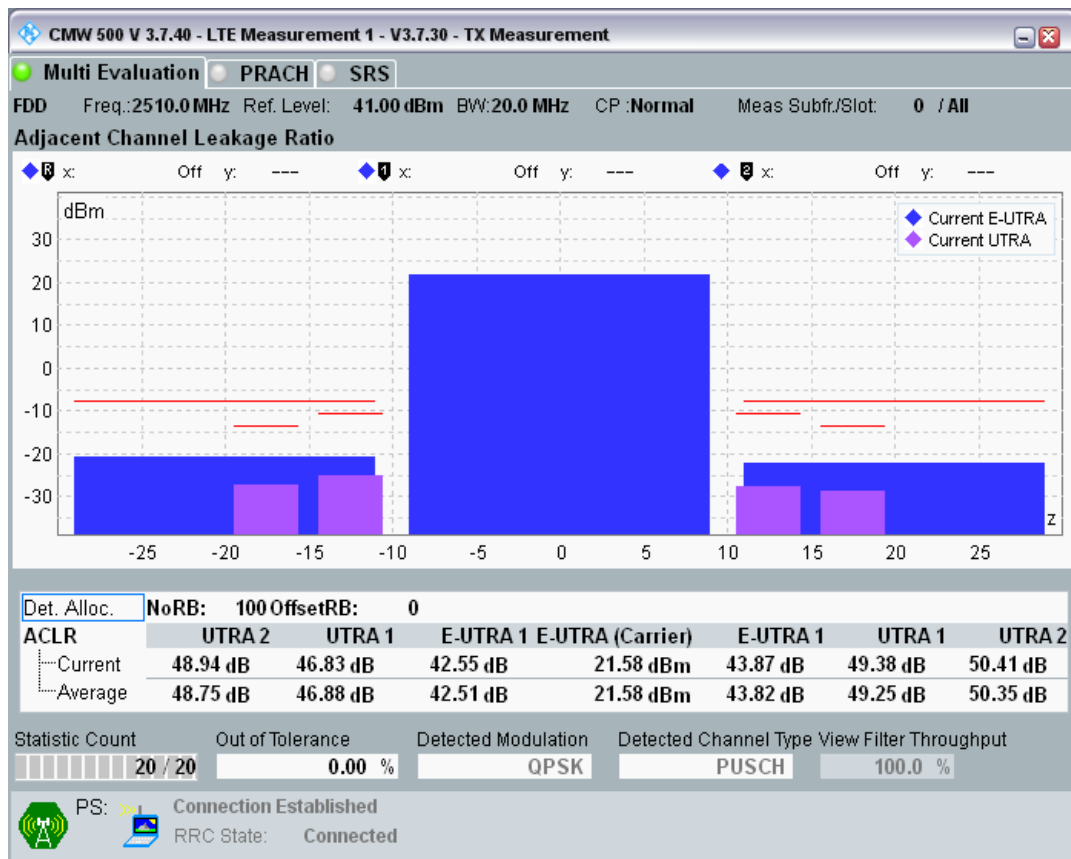 CMW 500 V 3.7.40 - LTE Measurement 1 - V3.7.30 - TX Measurement
Multi Evaluation PRACH SRS
FDD Freq.:2510.0 MHz Ref. Level: 41.00 dBm BW:20.0 MHz CP :Normal Meas Subfr./Slot: 0 / All
Adjacent Channel Leakage Ratio
R x: Off y: --- 1 x: Off y: --- 2 x: Off y: ---
dBm
Current E-UTRA
Current UTRA
30
20
10
0
-10
-20
-30
z
-25 -20 -15 -10 -5 0 5 10 15 20 25
Det. Alloc. NoRB: 100 OffsetRB: 0
ACLR UTRA 2 UTRA 1 E-UTRA 1 E-UTRA (Carrier) E-UTRA 1 UTRA 1 UTRA 2
Current 48.94 dB 46.83 dB 42.55 dB 21.58 dBm 43.87 dB 49.38 dB 50.41 dB
Average 48.75 dB 46.88 dB 42.51 dB 21.58 dBm 43.82 dB 49.25 dB 50.35 dB
Statistic Count Out of Tolerance Detected Modulation Detected Channel Type View Filter Throughput
20 / 20 0.00 % QPSK PUSCH 100.0 %
PS: Connection Established
RRC State: Connected